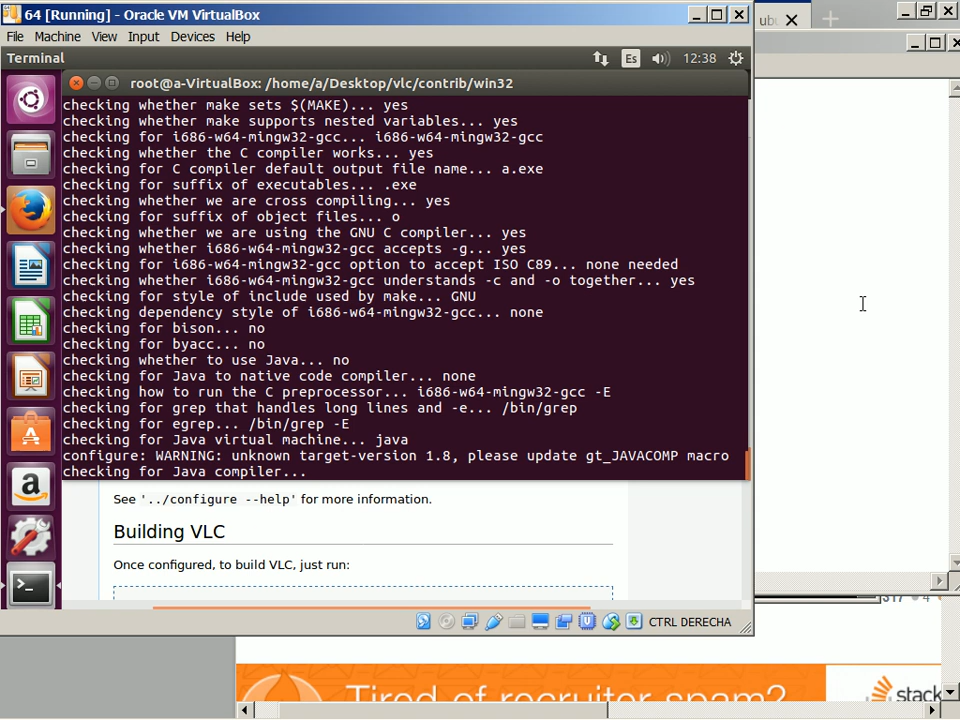 64 [Running] - Oracle VM VirtualBox
ubu
File Machine View Input Devices Help
Terminal
Es
12:38
root@a-VirtualBox: /home/a/Desktop/vlc/contrib/win32
checking whether make sets $(MAKE)... yes
checking whether make supports nested variables... yes
checking for i686-w64-mingw32-gcc... i686-w64-mingw32-gcc
checking whether the C compiler works... yes
checking for C compiler default output file name... a.exe
checking for suffix of executables... .exe
checking whether we are cross compiling... yes
checking for suffix of object files... o
checking whether we are using the GNU C compiler... yes
checking whether i686-w64-mingw32-gcc accepts -g... yes
checking for i686-w64-mingw32-gcc option to accept ISO C89... none needed
checking whether i686-w64-mingw32-gcc understands -c and -o together... yes
checking for style of include used by make... GNU
checking dependency style of i686-w64-mingw32-gcc... none
checking for bison... no
checking for byacc... no
checking whether to use Java... no
checking for Java to native code compiler... none
checking how to run the C preprocessor... i686-w64-mingw32-gcc -E
checking for grep that handles long lines and -e... /bin/grep
checking for egrep... /bin/grep -E
checking for Java virtual machine... java
configure: WARNING: unknown target-version 1.8, please update gt_JAVACOMP macro
checking for Java compiler...
See '../configure --help' for more information.
Building VLC
Once configured, to build VLC, just run:
CTRL DERECHA
Tired of recruiter spam?
stack